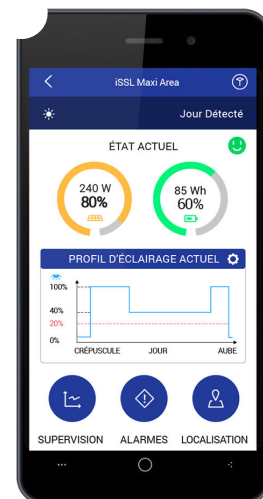 iSSL Maxi Area
Jour Détecté
ÉTAT ACTUEL
240 W
80%
85 Wh
60%
PROFIL D'ÉCLAIRAGE ACTUEL
100%
40%
20%
0%
CRÉPUSCULE JOUR AUBE
SUPERVISION ALARMES LOCALISATION